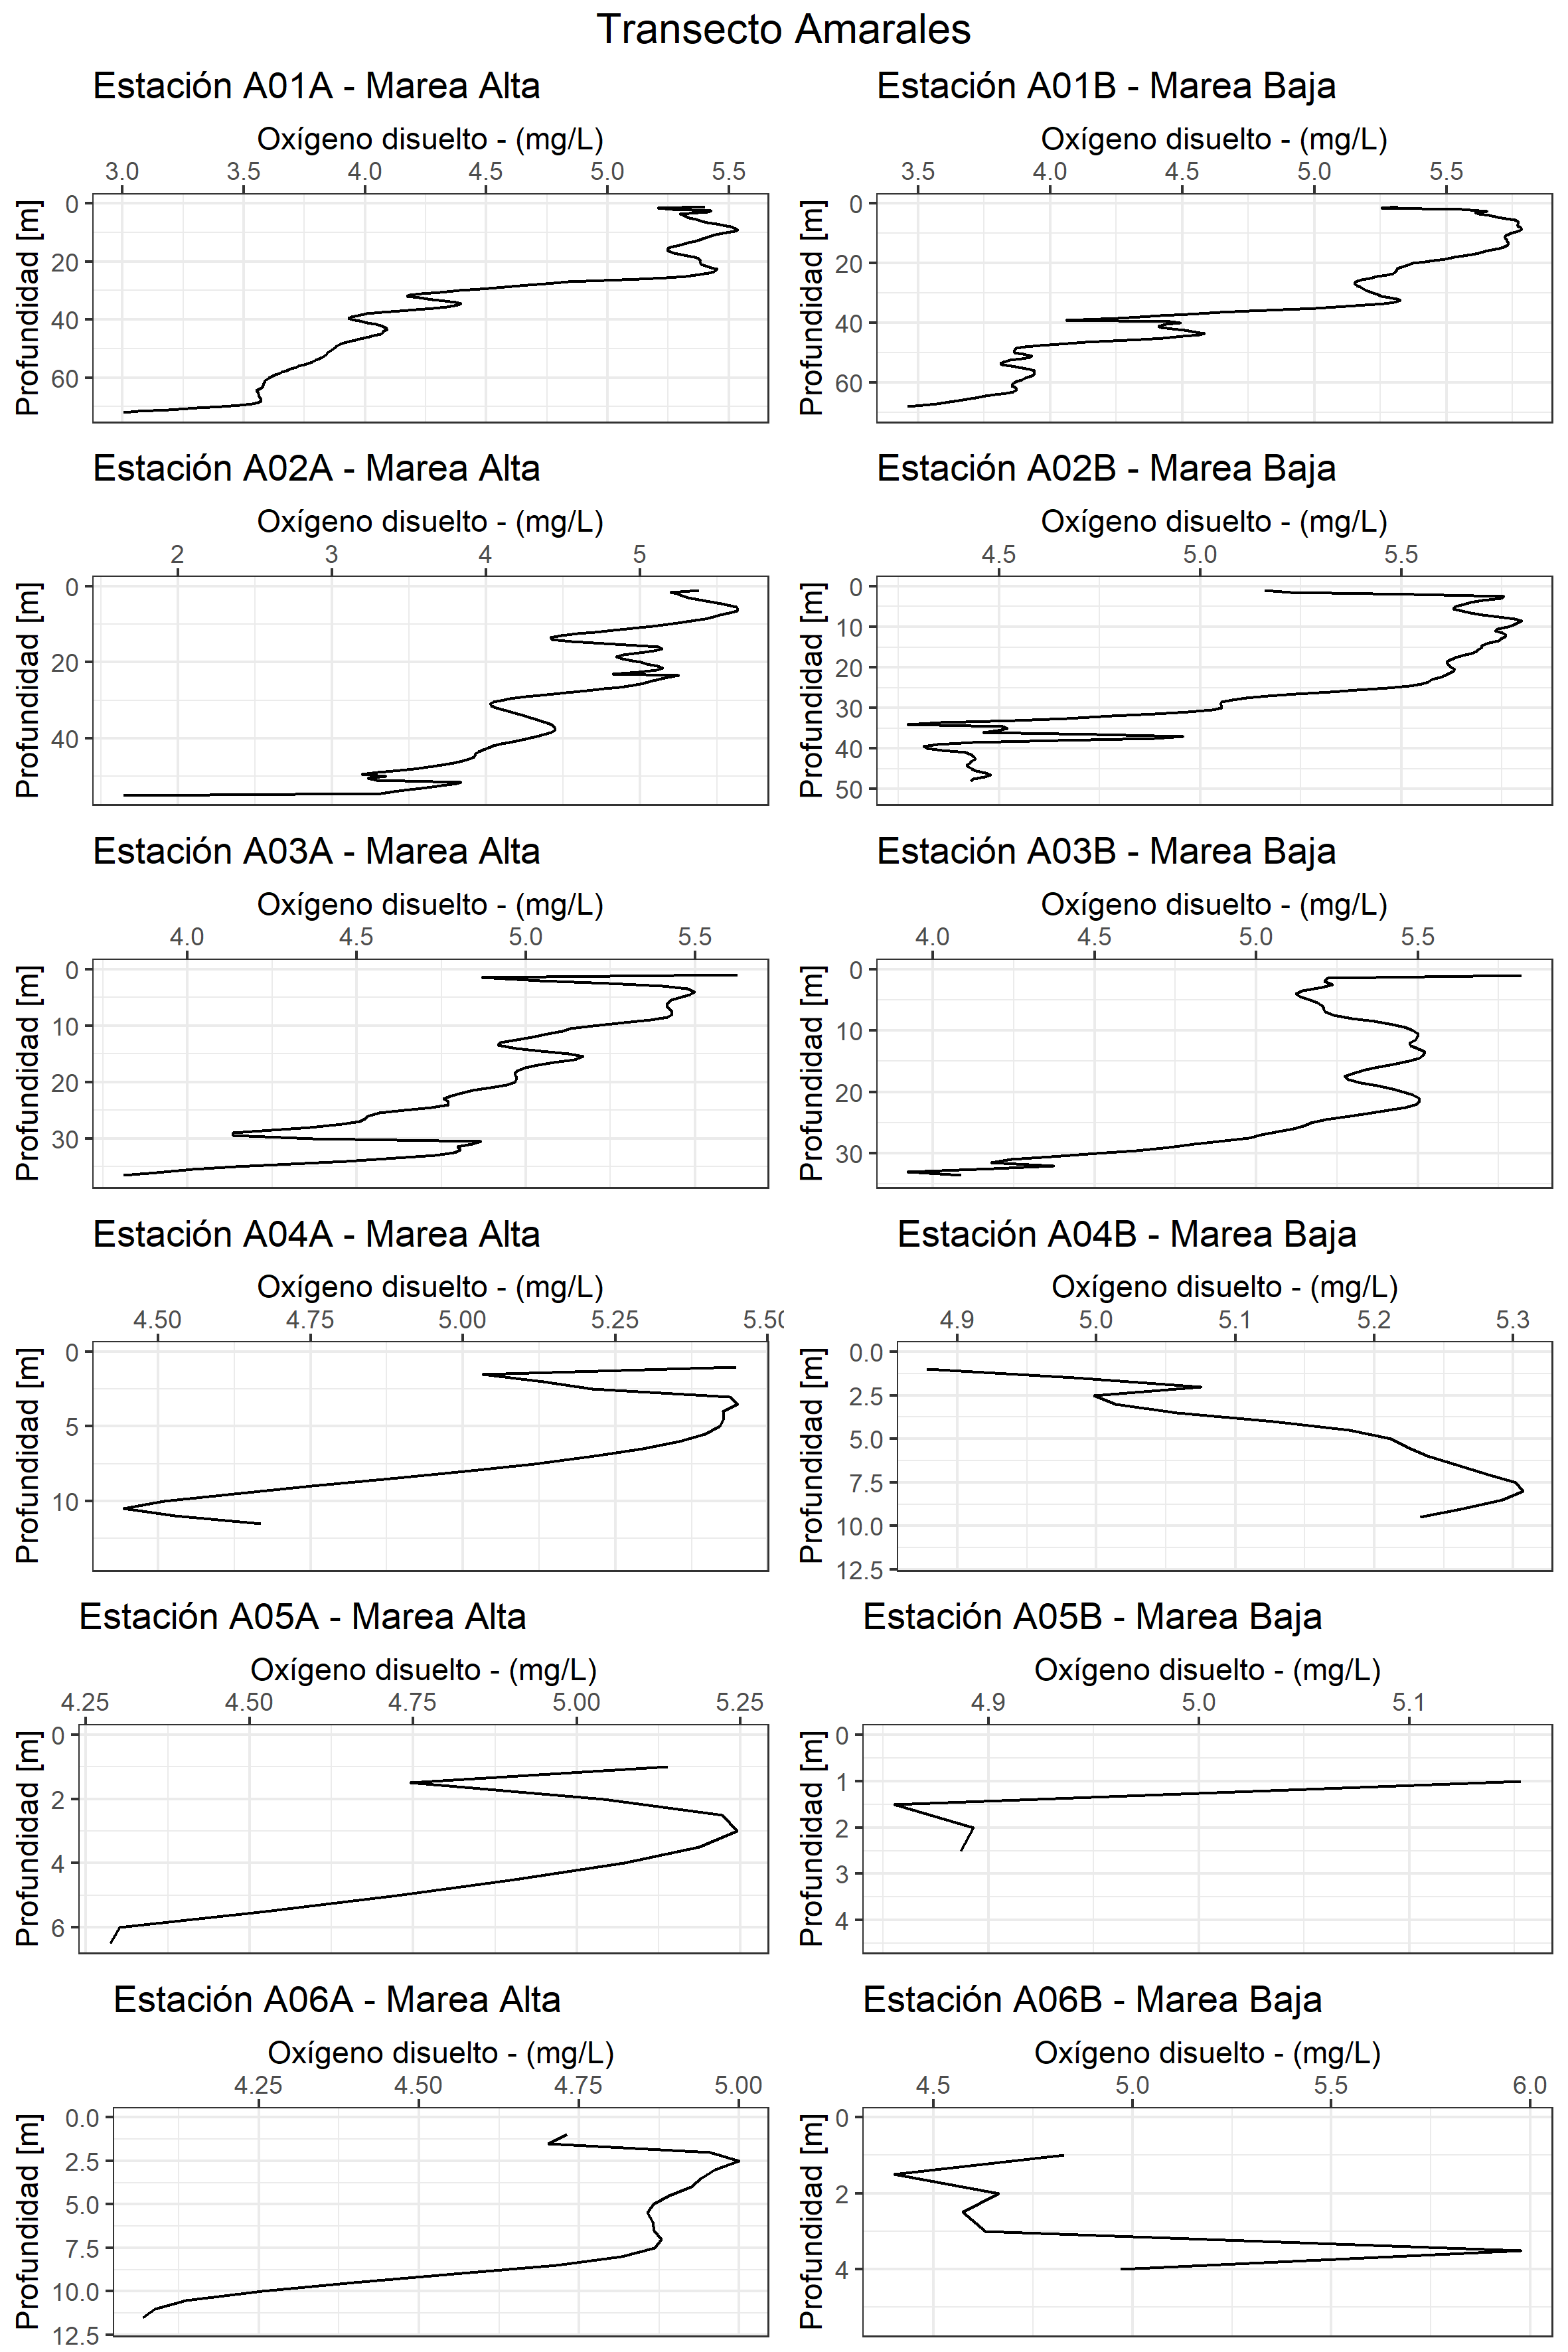 Transecto Amarales
Estación A01A - Marea Alta
Oxígeno disuelto - (mg/L)
3.0 3.5 4.0 4.5 5.0 5.5
Profundidad [m]
0
20
40
60
Estación A01B - Marea Baja
Oxígeno disuelto - (mg/L)
3.5 4.0 4.5 5.0 5.5
Profundidad [m]
0
20
40
60
Estación A02A - Marea Alta
Oxígeno disuelto - (mg/L)
2 3 4 5
Profundidad [m]
0
20
40
Estación A02B - Marea Baja
Oxígeno disuelto - (mg/L)
4.5 5.0 5.5
Profundidad [m]
0
10
20
30
40
50
Estación A03A - Marea Alta
Oxígeno disuelto - (mg/L)
4.0 4.5 5.0 5.5
Profundidad [m]
0
10
20
30
Estación A03B - Marea Baja
Oxígeno disuelto - (mg/L)
4.0 4.5 5.0 5.5
Profundidad [m]
0
10
20
30
Estación A04A - Marea Alta
Oxígeno disuelto - (mg/L)
4.50 4.75 5.00 5.25 5.50
Profundidad [m]
0
5
10
Estación A04B - Marea Baja
Oxígeno disuelto - (mg/L)
4.9 5.0 5.1 5.2 5.3
Profundidad [m]
0.0
2.5
5.0
7.5
10.0
12.5
Estación A05A - Marea Alta
Oxígeno disuelto - (mg/L)
4.25 4.50 4.75 5.00 5.25
Profundidad [m]
0
2
4
6
Estación A05B - Marea Baja
Oxígeno disuelto - (mg/L)
4.9 5.0 5.1
Profundidad [m]
0
1
2
3
4
Estación A06A - Marea Alta
Oxígeno disuelto - (mg/L)
4.25 4.50 4.75 5.00
Profundidad [m]
0.0
2.5
5.0
7.5
10.0
12.5
Estación A06B - Marea Baja
Oxígeno disuelto - (mg/L)
4.5 5.0 5.5 6.0
Profundidad [m]
0
2
4